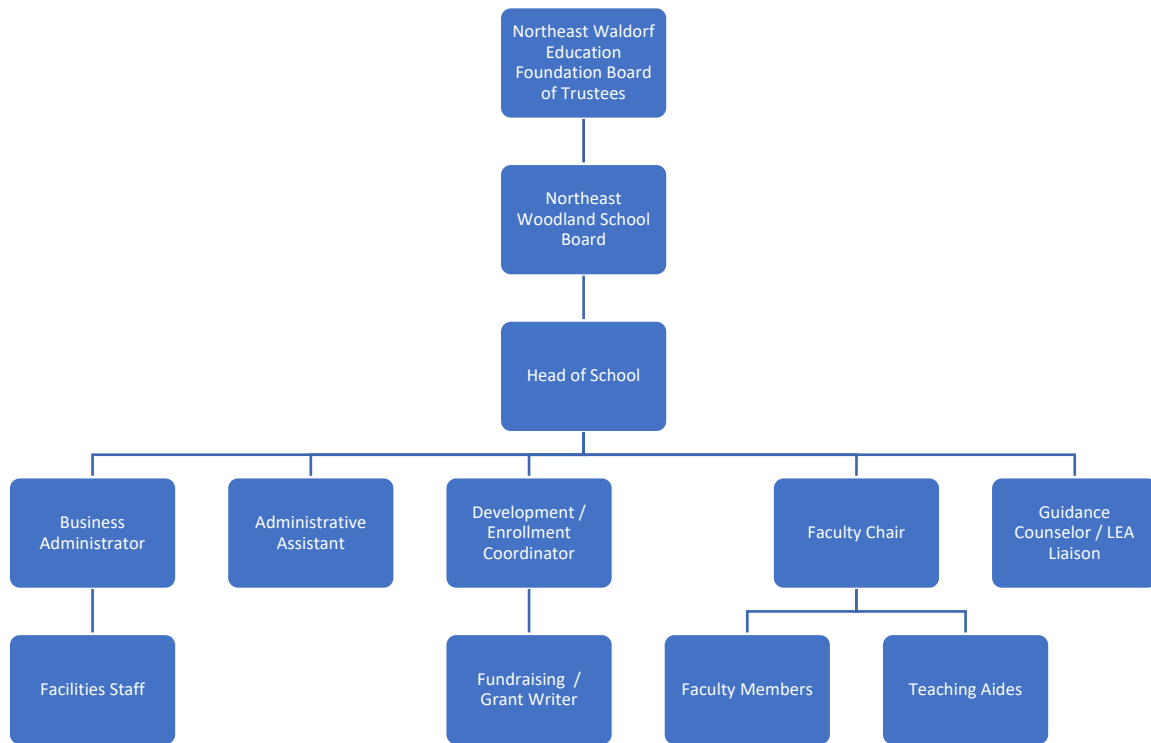 Northeast Waldorf
Education
Foundation Board
of Trustees
Northeast
Woodland School
Board
Head of School
Business
Administrator
Administrative
Assistant
Development /
Enrollment
Coordinator
Faculty Chair
Guidance
Counselor / LEA
Liaison
Facilities Staff
Fundraising /
Grant Writer
Faculty Members
Teaching Aides